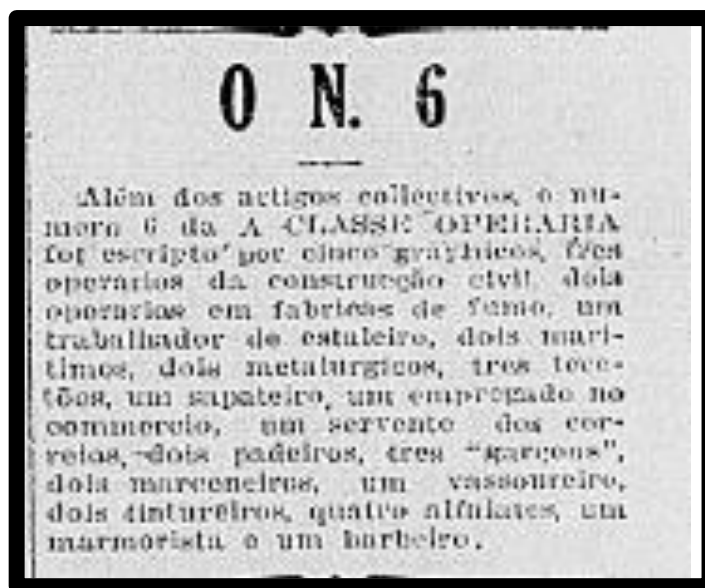 O N. 6
Além dos artigos collectivos, o nu-
mero 6 da A CLASSE OPERARIA
foi escripto por cinco graphicos, tres
operarios da construcção civil, dois
operarios em fabricas de fumo, um
trabalhador de estaleiro, dois mari-
timos, dois metalurgicos, tres tece-
lões, um sapateiro, um empregado no
commercio, um servente dos cor-
reios, dois padeiros, tres "garçons",
dois marceneiros, um vassoureiro,
dois tintureiros, quatro alfaiates, um
marmorista e um barbeiro.